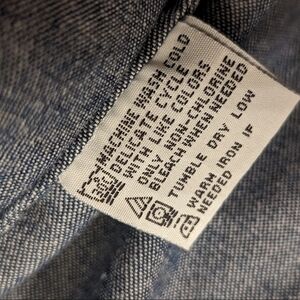 MACHINE WASH COLD
DELICATE CYCLE
WITH LIKE COLORS
ONLY NON-CHLORINE
BLEACH WHEN NEEDED
TUMBLE DRY LOW
WARM IRON IF
NEEDED